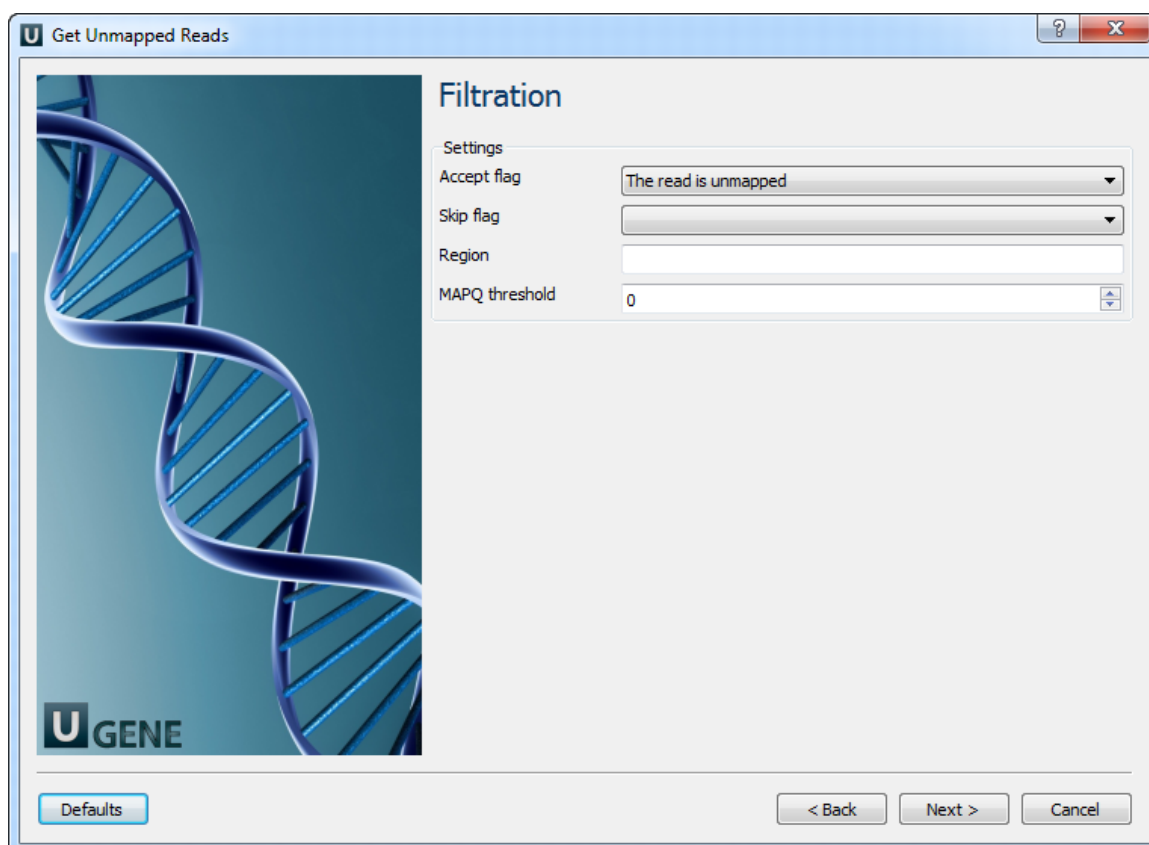 U Get Unmapped Reads
Filtration
Settings
Accept flag The read is unmapped
Skip flag
Region
MAPQ threshold 0
U GENE
Defaults < Back Next > Cancel